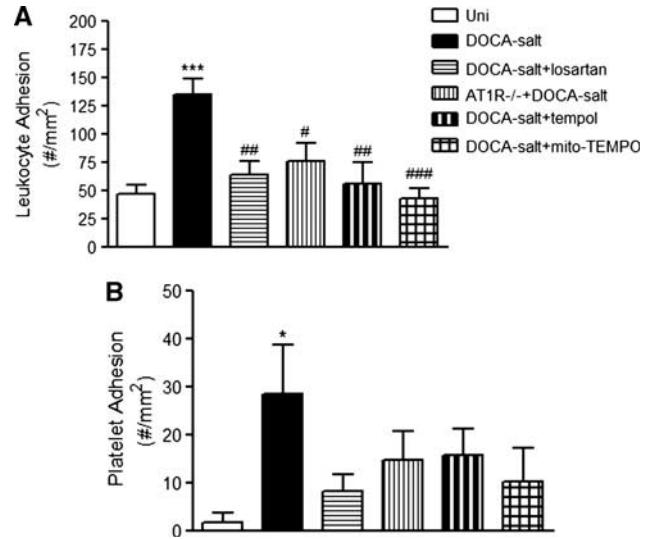 A
Leukocyte Adhesion
(#/mm²)
200
175
150
125
100
75
50
25
0
***
##
#
##
###
Uni
DOCA-salt
DOCA-salt+losartan
AT1R-/-+DOCA-salt
DOCA-salt+tempol
DOCA-salt+mito-TEMPO
B
Platelet Adhesion
(#/mm²)
50
40
30
20
10
0
*